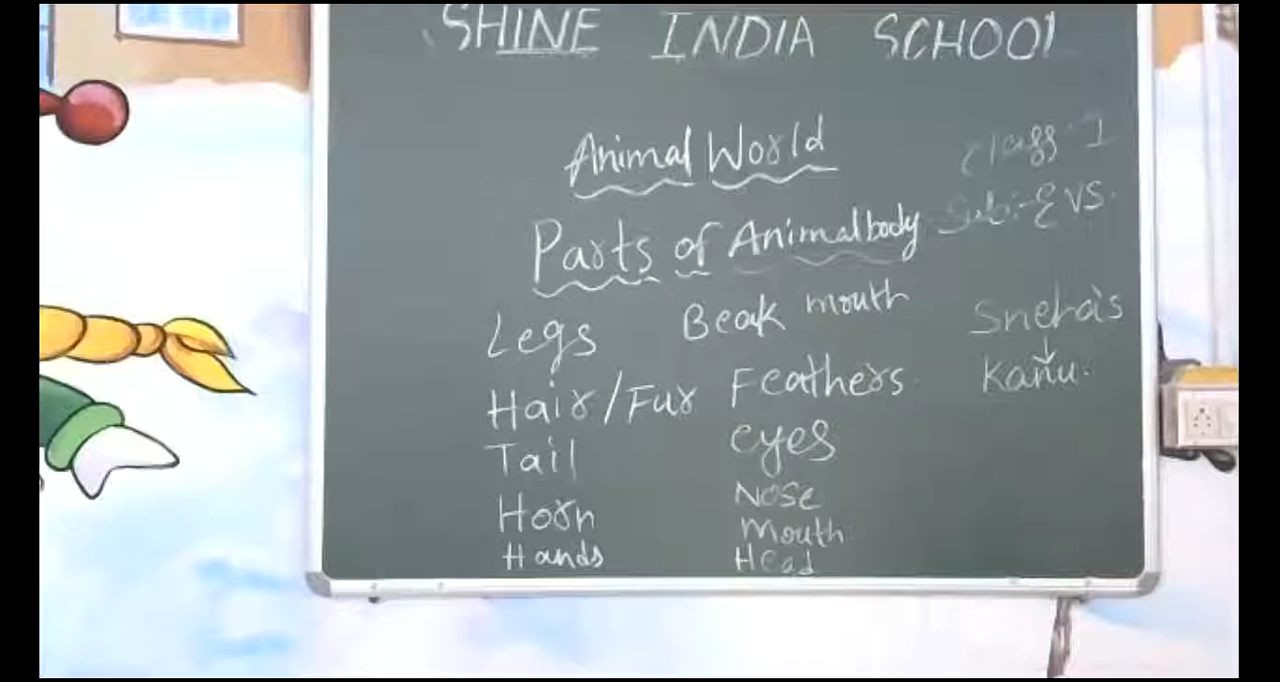 SHINE INDIA SCHOOl
Animal World
Class :- 1
Parts of Animalbody
Sub:- EVS.
Legs
Beak mouth
Hair/Fur
Feathers.
Tail
eyes
Horn
Nose
Hands
Mouth
Head
Sneha's
Kanu.